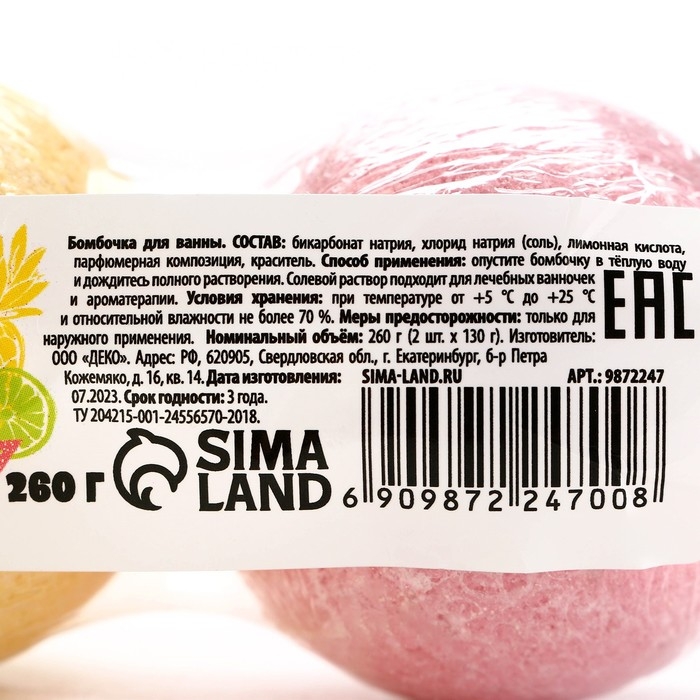 Бомбочка для ванны. СОСТАВ: бикарбонат натрия, хлорид натрия (соль), лимонная кислота,
парфюмерная композиция, краситель. Способ применения: опустите бомбочку в тёплую воду
и дождитесь полного растворения. Солевой раствор подходит для лечебных ванночек
и ароматерапии. Условия хранения: при температуре от +5 °С до +25 °С
и относительной влажности не более 70 %. Меры предосторожности: только для
наружного применения. Номинальный объём: 260 г (2 шт. х 130 г). Изготовитель:
ООО «ДЕКО». Адрес: РФ, 620905, Свердловская обл., г. Екатеринбург, б-р Петра
Кожемяко, д. 16, кв. 14. Дата изготовления:
07.2023. Срок годности: 3 года.
ТУ 204215-001-24556570-2018.
EAC
SIMA-LAND.RU АРТ.: 9872247
260 Г
SIMA
LAND
6 909872 247008